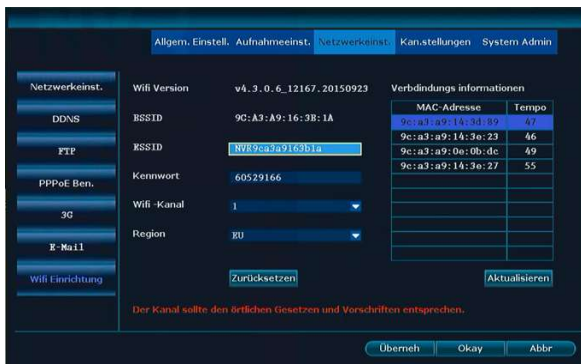 Allgem. Einstell. Aufnahmeeinst. Netzwerkeinst. Kan.stellungen System Admin
Netzwerkeinst.
DDNS
FTP
PPPoE Ben.
3G
E-Mail
Wifi Einrichtung
Wifi Version v4.3.0.6_12167.20150923
BSSID 9C:A3:A9:16:3B:1A
ESSID NVR9ca3a9163b1a
Kennwort 60529166
Wifi -Kanal 1
Region EU
Zurücksetzen
Verbdindungs informationen
MAC-Adresse Tempo
9c:a3:a9:14:3d:89 47
9c:a3:a9:14:3e:23 46
9c:a3:a9:0e:0b:dc 49
9c:a3:a9:14:3e:27 55
Aktualisieren
Der Kanal sollte den örtlichen Gesetzen und Vorschriften entsprechen.
Überneh Okay Abbr